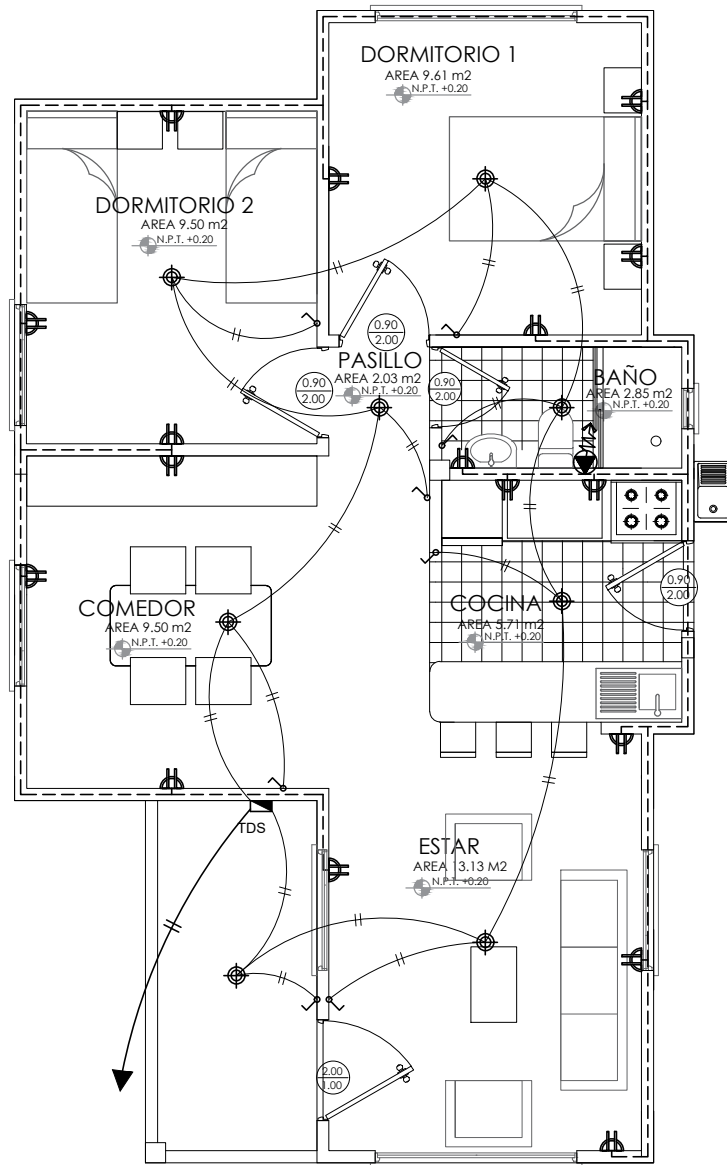 DORMITORIO 1
AREA 9.61 m2
N.P.T. +0.20
DORMITORIO 2
AREA 9.50 m2
N.P.T. +0.20
0.90
2.00
PASILLO
AREA 2.03 m2
N.P.T. +0.20
0.90
2.00
0.90
2.00
BAÑO
AREA 2.85 m2
N.P.T. +0.20
COMEDOR
AREA 9.50 m2
N.P.T. +0.20
COCINA
AREA 5.71 m2
N.P.T. +0.20
0.90
2.00
TDS
ESTAR
AREA 13.13 M2
N.P.T. +0.20
2.00
1.00